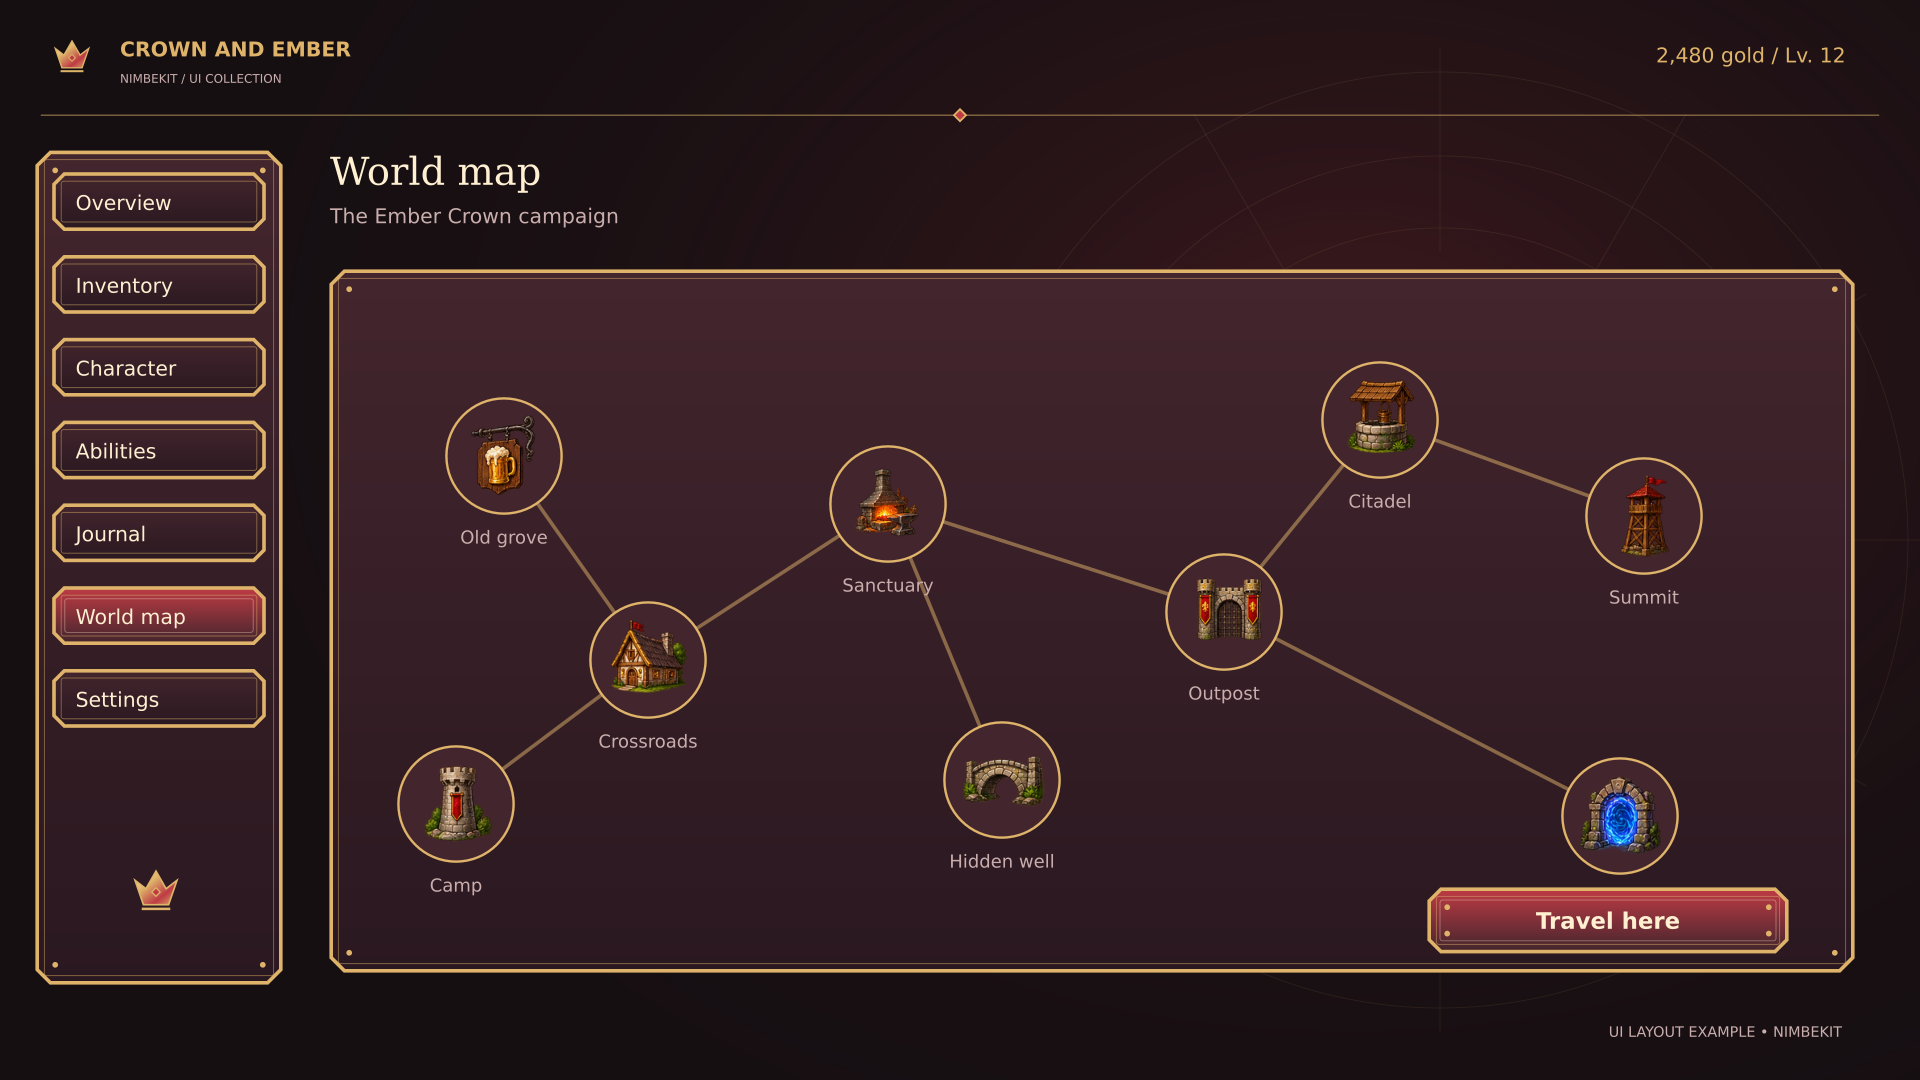 CROWN AND EMBER
NIMBEKIT / UI COLLECTION
2,480 gold / Lv. 12
Overview
Inventory
Character
Abilities
Journal
World map
Settings
World map
The Ember Crown campaign
Old grove
Sanctuary
Citadel
Summit
Crossroads
Outpost
Camp
Hidden well
Travel here
UI LAYOUT EXAMPLE • NIMBEKIT